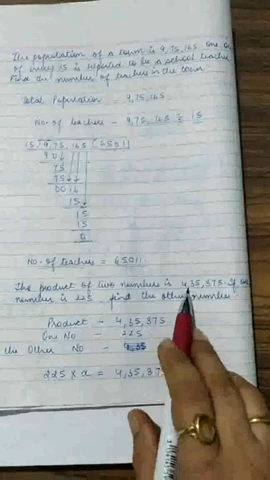 The population of a town is 9,75,165 one out
of every 15 is reported to be a school teacher
Find the number of teachers in the town.
Total Population 9,75,165
No. of teachers - 9,75,165 ÷ 15
15 ) 9,75,165 ( 65011
90
75
75
0016
15
15
15
0
No. of teachers = 65011
The product of two numbers is 4,35,375. If
number is 225 find the other number
Product - 4,35,375
One No - 225
the Other No -
225 × a = 4,35,37